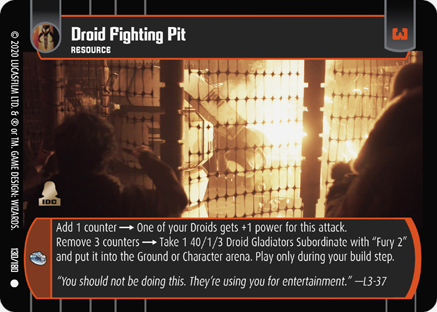 Droid Fighting Pit
RESOURCE
3
Add 1 counter → One of your Droids gets +1 power for this attack.
Remove 3 counters → Take 1 40/1/3 Droid Gladiators Subordinate with “Fury 2”
and put it into the Ground or Character arena. Play only during your build step.
“You should not be doing this. They're using you for entertainment.” —L3-37
© 2020 LUCASFILM LTD. & ® or TM. GAME DESIGN: WIZARDS.